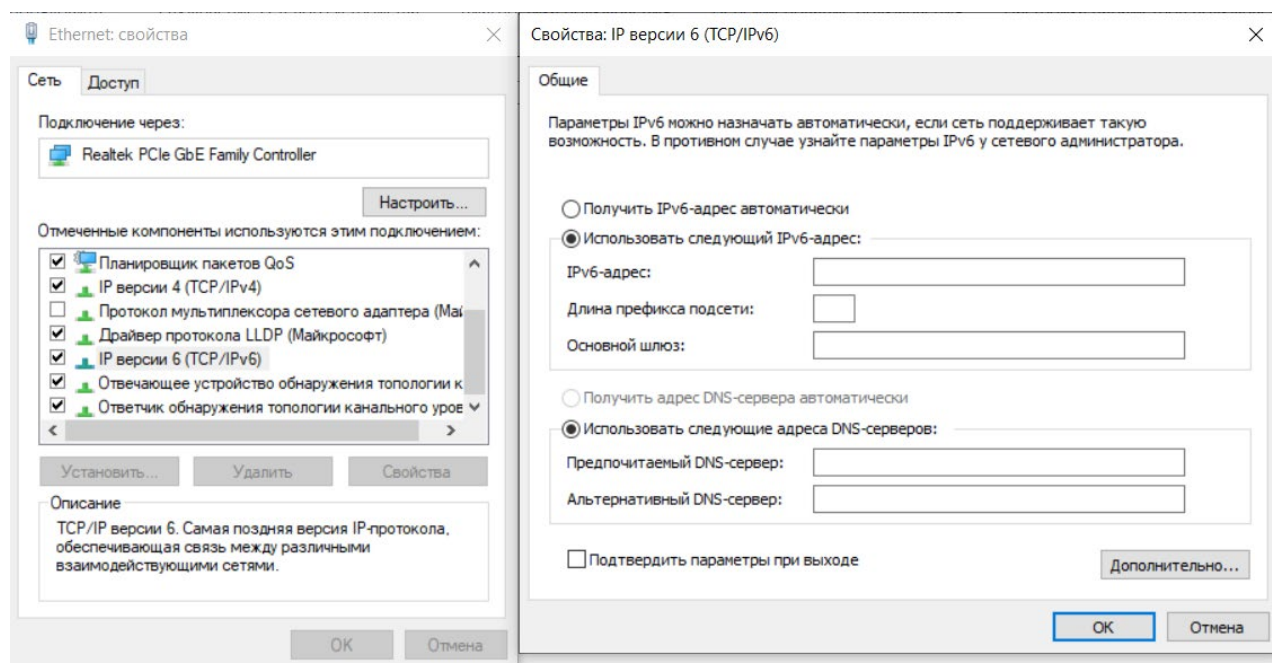 Ethernet: свойства
Сеть
Доступ
Подключение через:
Realtek PCIe GbE Family Controller
Настроить...
Отмеченные компоненты используются этим подключением:
Планировщик пакетов QoS
IP версии 4 (TCP/IPv4)
Протокол мультиплексора сетевого адаптера (Май
Драйвер протокола LLDP (Майкрософт)
IP версии 6 (TCP/IPv6)
Отвечающее устройство обнаружения топологии к
Ответчик обнаружения топологии канального уров
Установить...
Удалить
Свойства
Описание
TCP/IP версии 6. Самая поздняя версия IP-протокола,
обеспечивающая связь между различными
взаимодействующими сетями.
OK
Отмена
Свойства: IP версии 6 (TCP/IPv6)
Общие
Параметры IPv6 можно назначать автоматически, если сеть поддерживает такую
возможность. В противном случае узнайте параметры IPv6 у сетевого администратора.
Получить IPv6-адрес автоматически
Использовать следующий IPv6-адрес:
IPv6-адрес:
Длина префикса подсети:
Основной шлюз:
Получить адрес DNS-сервера автоматически
Использовать следующие адреса DNS-серверов:
Предпочитаемый DNS-сервер:
Альтернативный DNS-сервер:
Подтвердить параметры при выходе
Дополнительно...
OK
Отмена